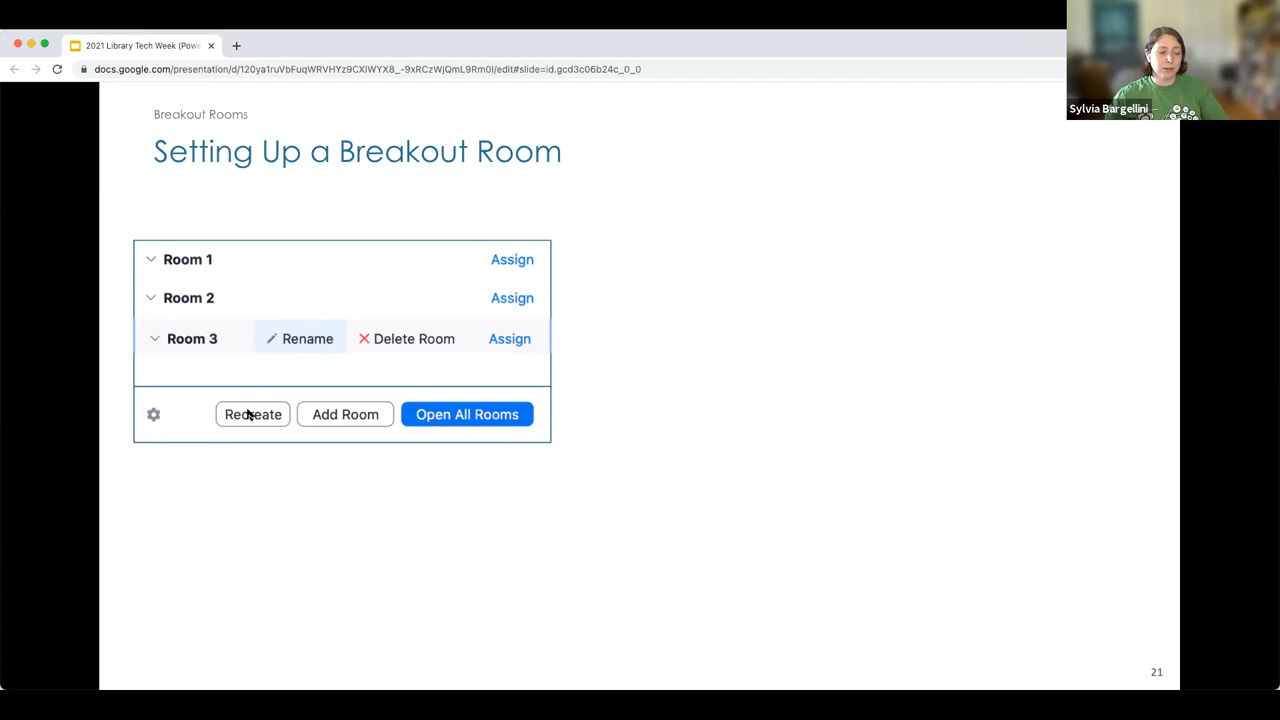 2021 Library Tech Week (Powe
docs.google.com/presentation/d/120ya1ruVbFuqWRVHYz9CXiWYX8_-9xRCzWjQmL9Rm0I/edit#slide=id.gcd3c06b24c_0_0
Sylvia Bargellini
Breakout Rooms
Setting Up a Breakout Room
Room 1 Assign
Room 2 Assign
Room 3 Rename Delete Room Assign
Recreate Add Room Open All Rooms
21